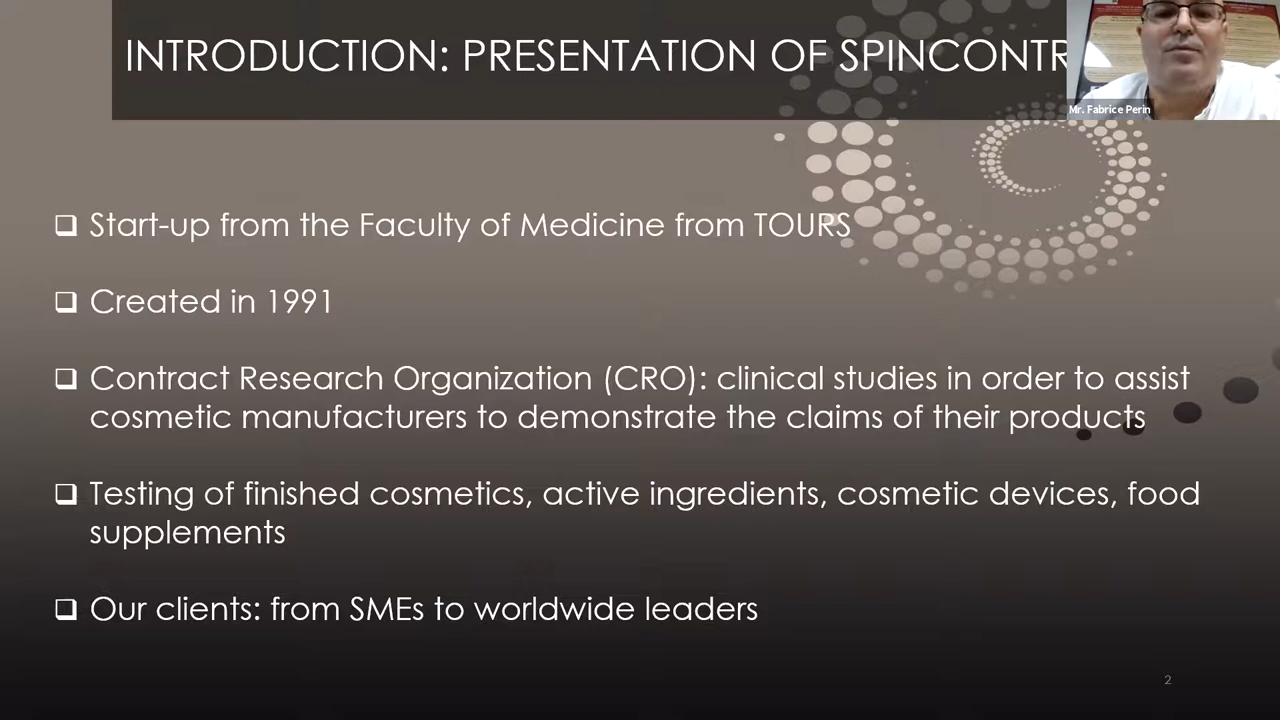 INTRODUCTION: PRESENTATION OF SPINCONTR
Mr. Fabrice Perin
❑ Start-up from the Faculty of Medicine from TOURS
❑ Created in 1991
❑ Contract Research Organization (CRO): clinical studies in order to assist
cosmetic manufacturers to demonstrate the claims of their products
❑ Testing of finished cosmetics, active ingredients, cosmetic devices, food
supplements
❑ Our clients: from SMEs to worldwide leaders
2